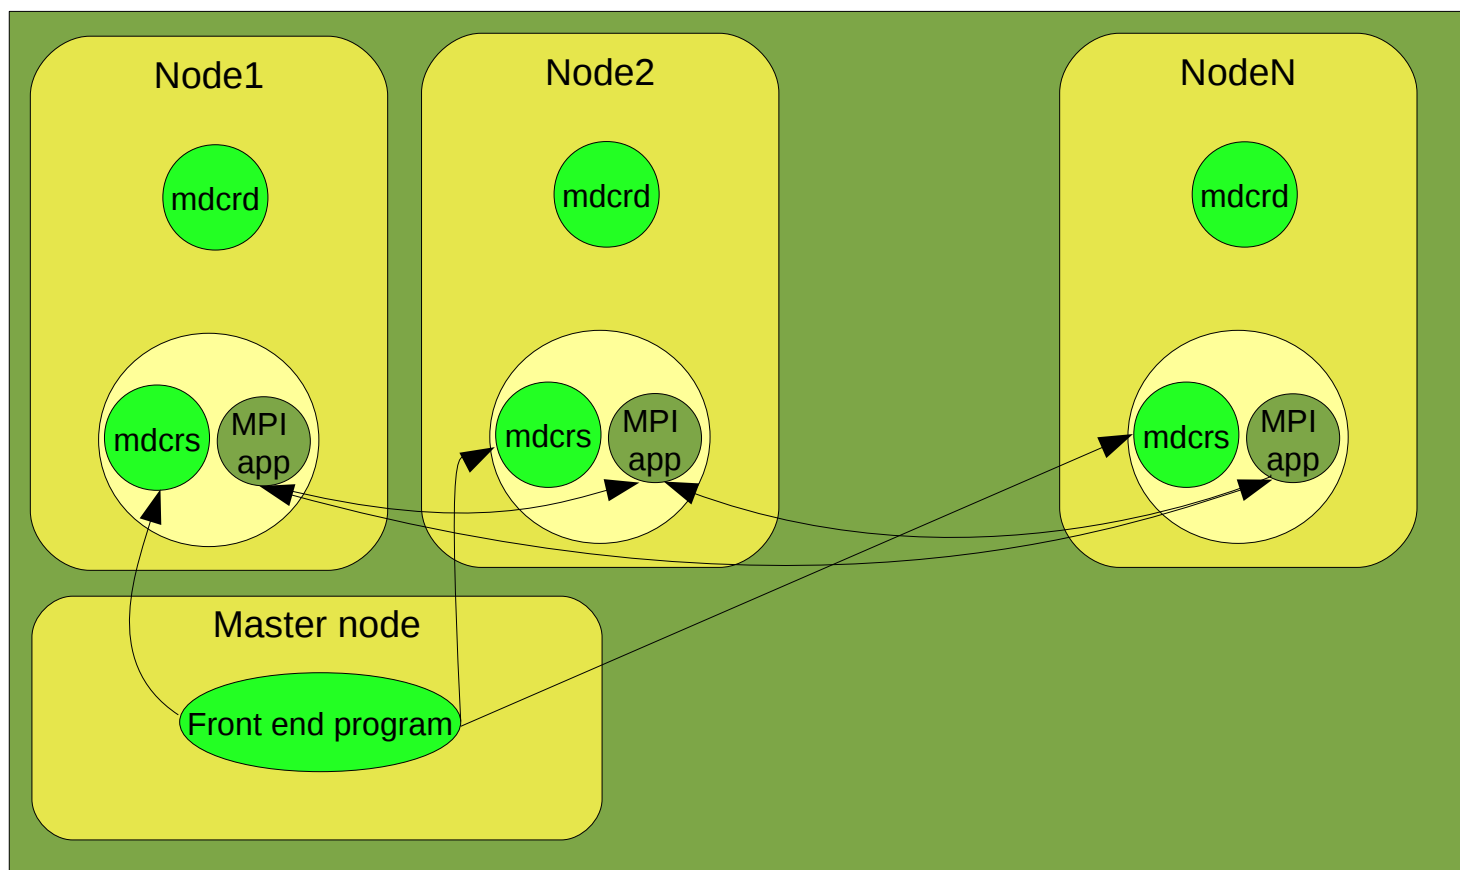 Node1
Node2
NodeN
mdcrd
mdcrd
mdcrd
mdcrs
MPI
app
mdcrs
MPI
app
mdcrs
MPI
app
Master node
Front end program